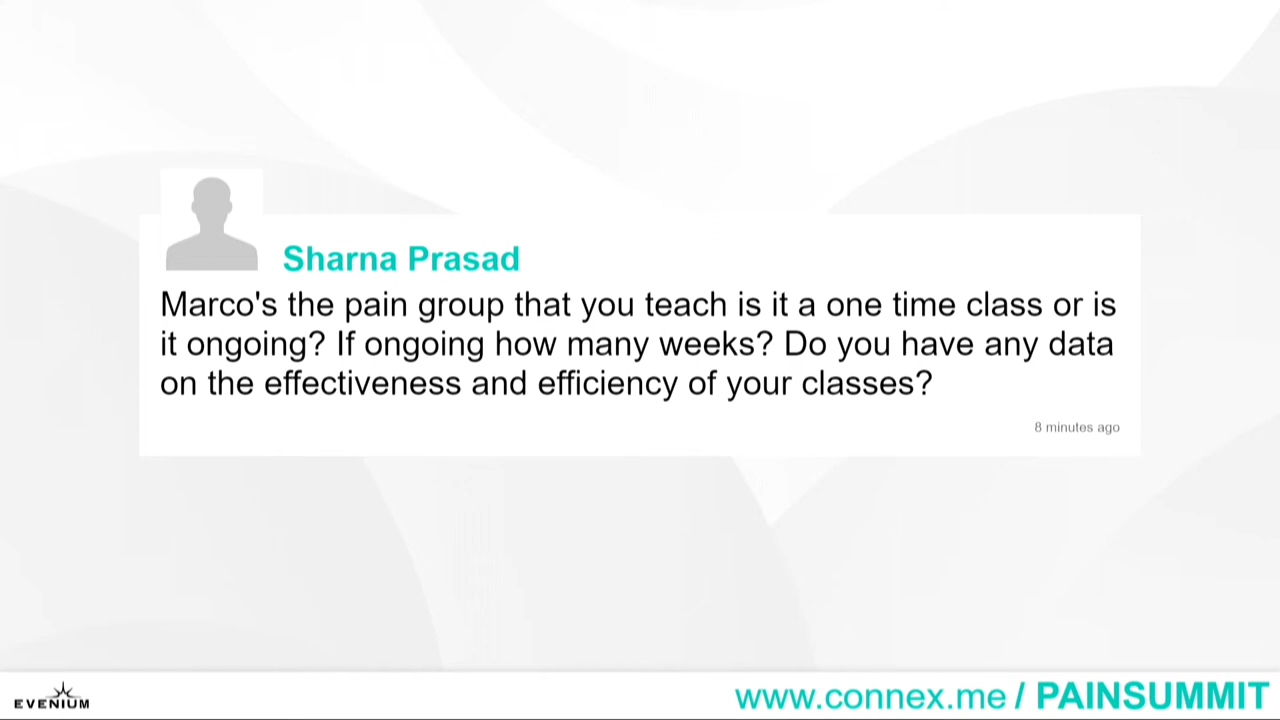 Sharna Prasad
Marco's the pain group that you teach is it a one time class or is
it ongoing? If ongoing how many weeks? Do you have any data
on the effectiveness and efficiency of your classes?
8 minutes ago
EVENIUM
www.connex.me / PAINSUMMIT